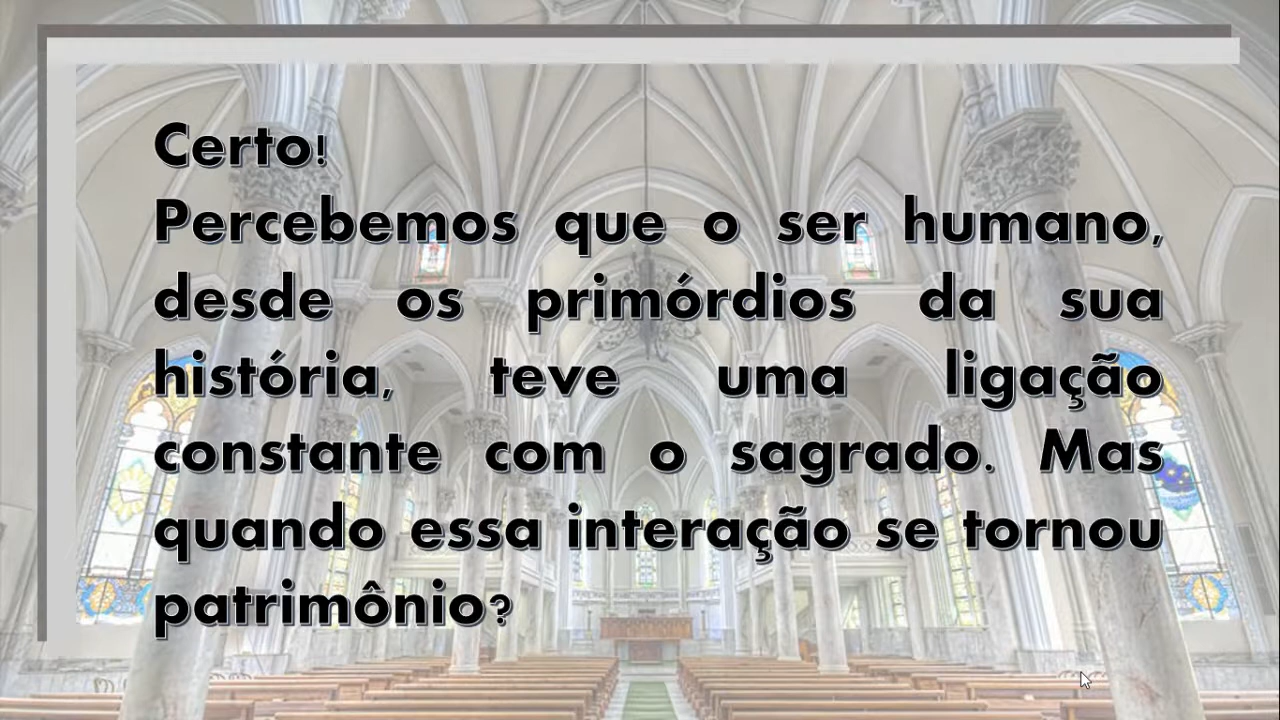 Certo!
Percebemos que o ser humano,
desde os primórdios da sua
história, teve uma ligação
constante com o sagrado. Mas
quando essa interação se tornou
patrimônio?